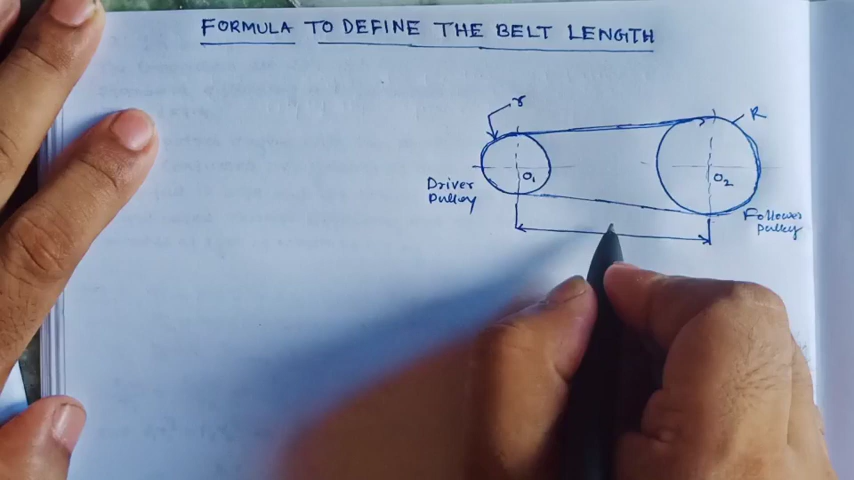 FORMULA TO DEFINE THE BELT LENGTH
r
R
O1
O2
Driver
Pulley
Follower
Pulley